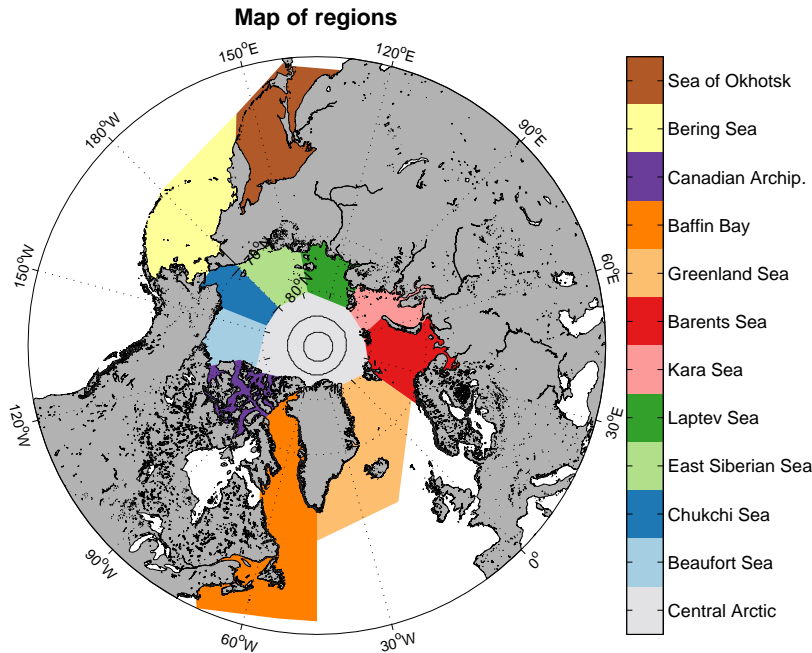 Map of regions
150°E
120°E
180°W
90°E
150°W
60°E
120°W
30°E
90°W
0°
60°W
30°W
70°N
80°N
Sea of Okhotsk
Bering Sea
Canadian Archip.
Baffin Bay
Greenland Sea
Barents Sea
Kara Sea
Laptev Sea
East Siberian Sea
Chukchi Sea
Beaufort Sea
Central Arctic